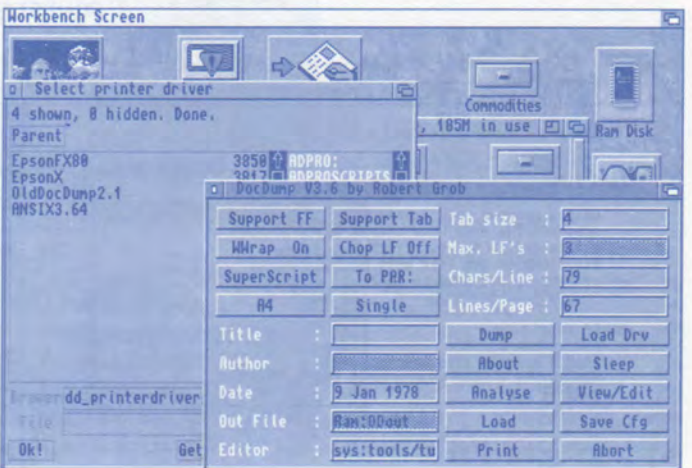 Workbench Screen
Commodities
Ram Disk
Select printer driver
4 shown, 0 hidden. Done.
Parent
EpsonFX80 3850 ADPRO:
EpsonX 3917 ADPROSCRIPTS
OldDocDump2.1
ANSIX3.64
, 105M in use
DocDump V3.6 by Robert Grob
Support FF Support Tab Tab size : 4
WWrap On Chop LF Off Max. LF's : 3
SuperScript To PAR: Chars/Line : 79
A4 Single Lines/Page : 67
Title : Dump Load Drv
Author : About Sleep
Date : 9 Jan 1978 Analyse View/Edit
Out File : Ram:DDout Load Save Cfg
Editor : sys:tools/tu Print Abort
Drawer dd_printerdriver
File
Ok! Get